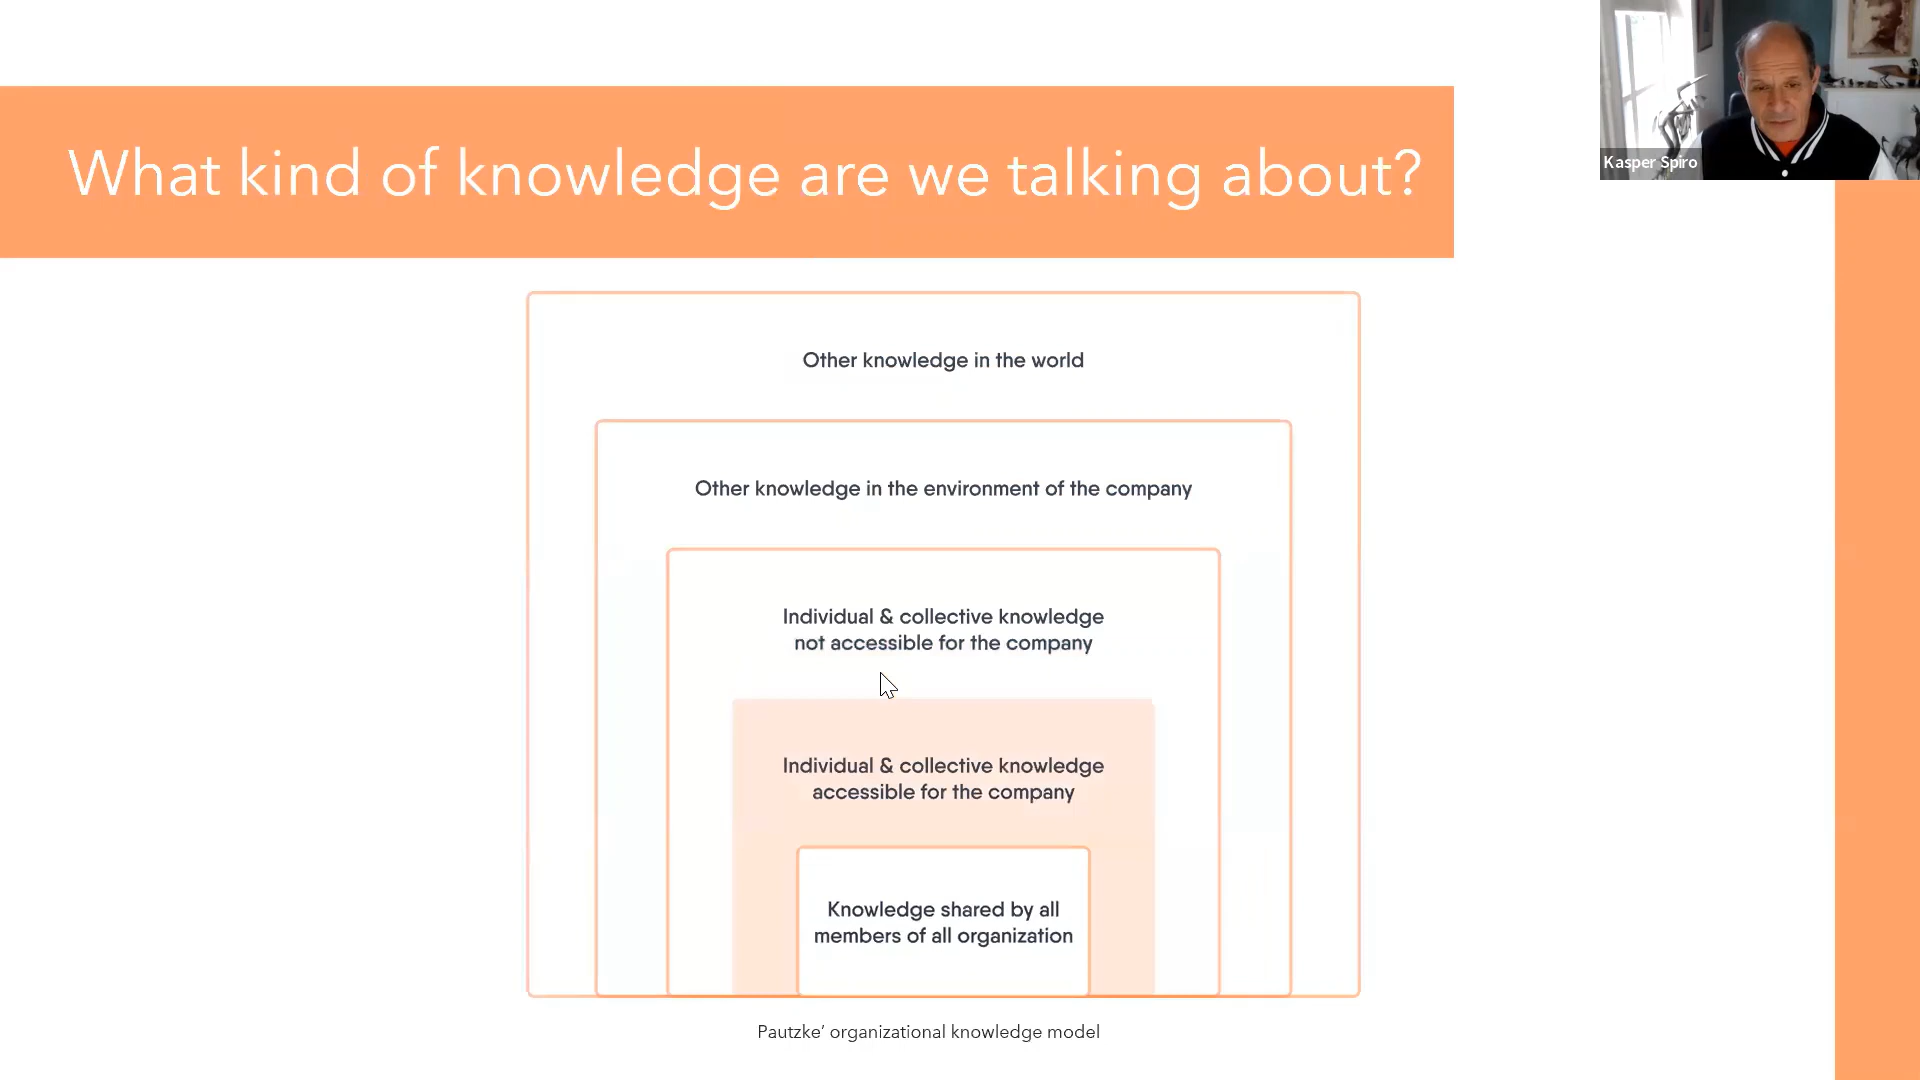 What kind of knowledge are we talking about?
Kasper Spiro
Other knowledge in the world
Other knowledge in the environment of the company
Individual & collective knowledge
not accessible for the company
Individual & collective knowledge
accessible for the company
Knowledge shared by all
members of all organization
Pautzke’ organizational knowledge model